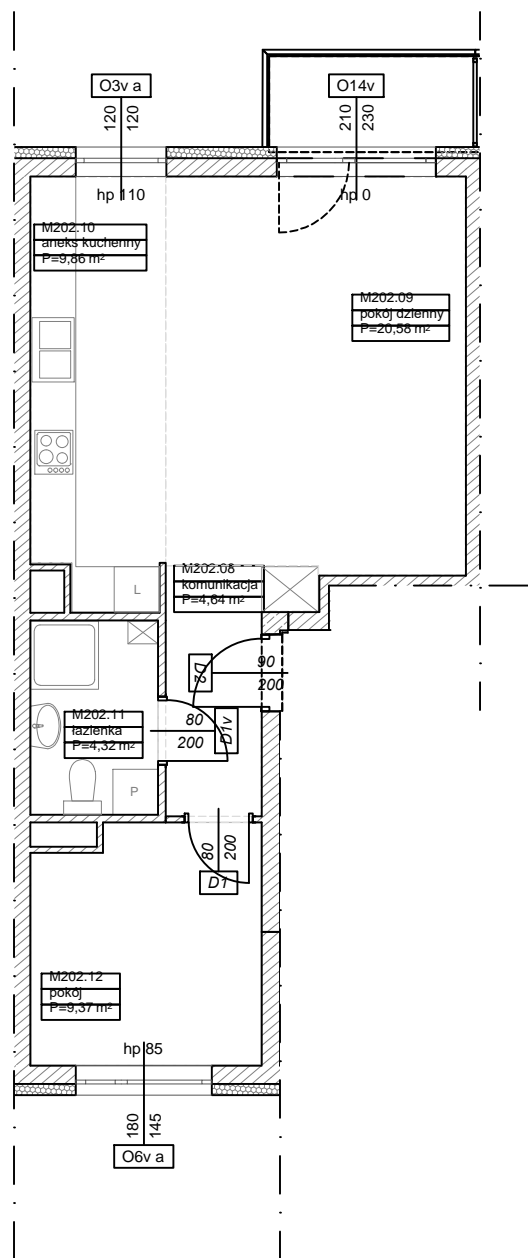 O3v a
O14v
120
120
210
230
hp 110
hp 0
M202.10
aneks kuchenny
P=9,86 m²
M202.09
pokój dzienny
P=20,58 m²
M202.08
komunikacja
P=4,64 m²
L
D2
90
200
M202.11
łazienka
P=4,32 m²
80
200
D1v
P
80
200
D1
M202.12
pokój
P=9,37 m²
hp 85
180
145
O6v a